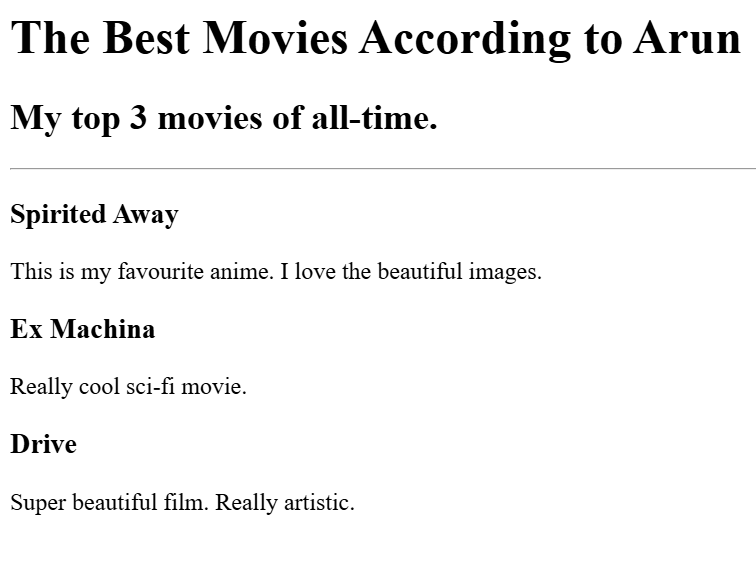 The Best Movies According to Arun
My top 3 movies of all-time.
Spirited Away
This is my favourite anime. I love the beautiful images.
Ex Machina
Really cool sci-fi movie.
Drive
Super beautiful film. Really artistic.